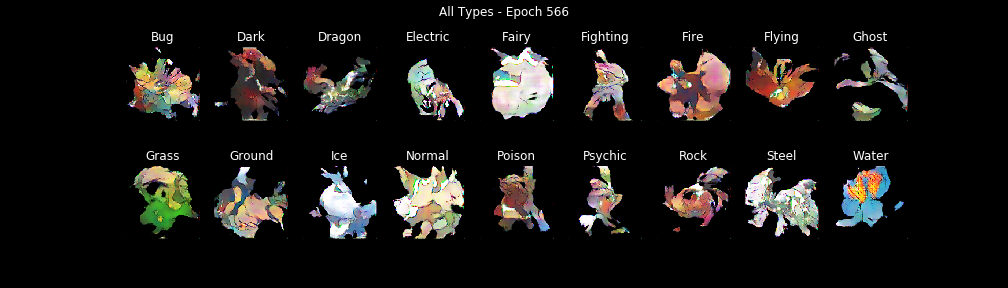 All Types - Epoch 566
Bug Dark Dragon Electric Fairy Fighting Fire Flying Ghost
Grass Ground Ice Normal Poison Psychic Rock Steel Water